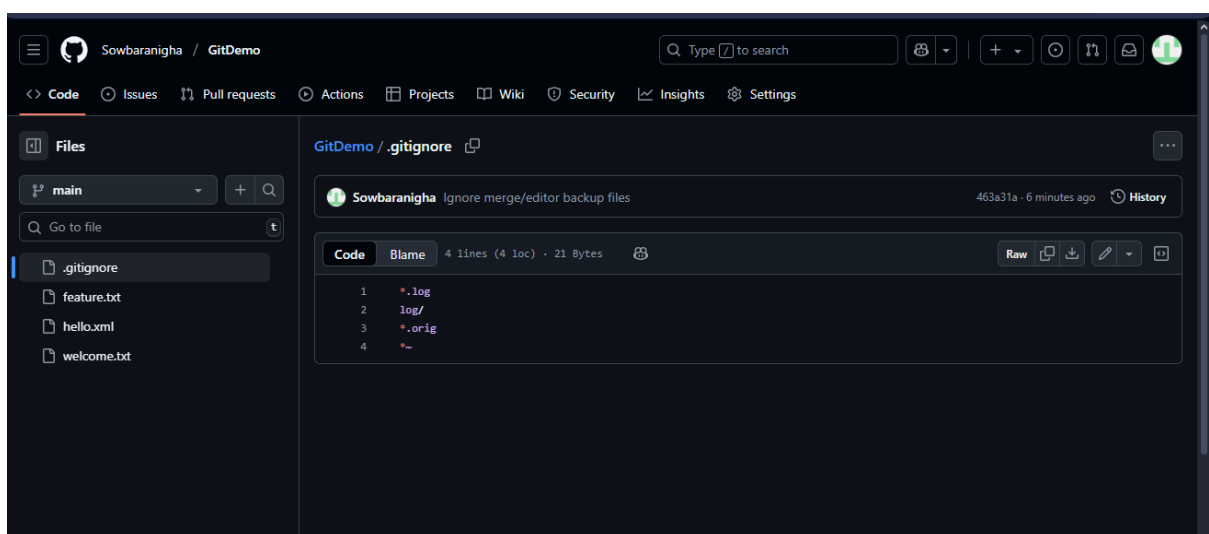 Sowbaranigha / GitDemo
Type / to search
Code Issues Pull requests Actions Projects Wiki Security Insights Settings
Files
main
Go to file t
.gitignore
feature.txt
hello.xml
welcome.txt
GitDemo / .gitignore
Sowbaranigha Ignore merge/editor backup files 463a31a · 6 minutes ago History
Code Blame 4 lines (4 loc) · 21 Bytes Raw
1 *.log
2 log/
3 *.orig
4 *~